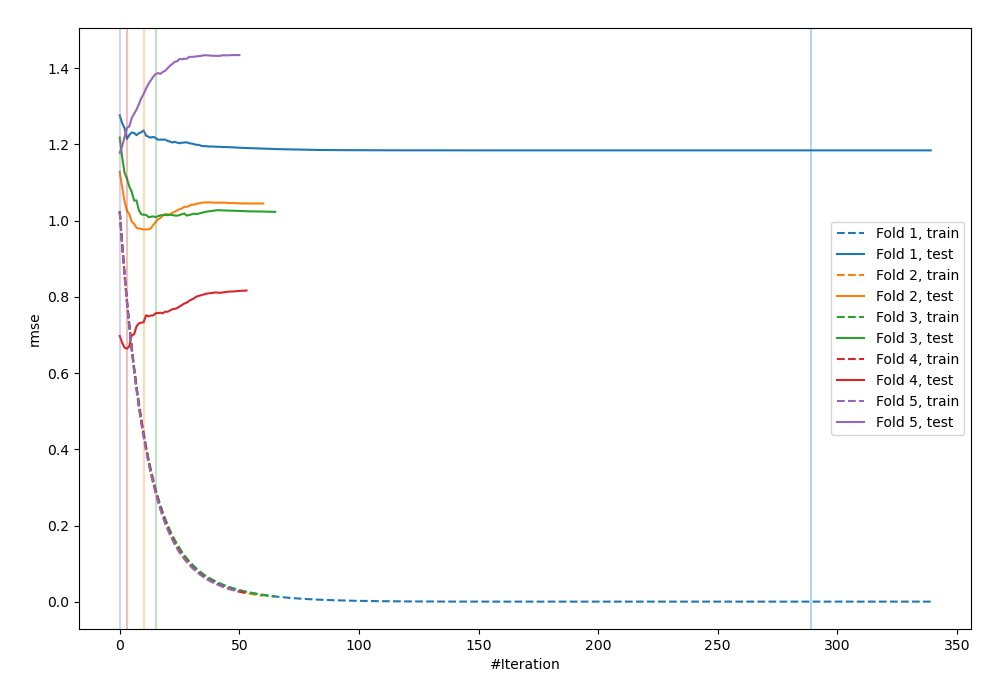 1.4
1.2
1.0
0.8
0.6
0.4
0.2
0.0
rmse
0 50 100 150 200 250 300 350
#Iteration
Fold 1, train
Fold 1, test
Fold 2, train
Fold 2, test
Fold 3, train
Fold 3, test
Fold 4, train
Fold 4, test
Fold 5, train
Fold 5, test